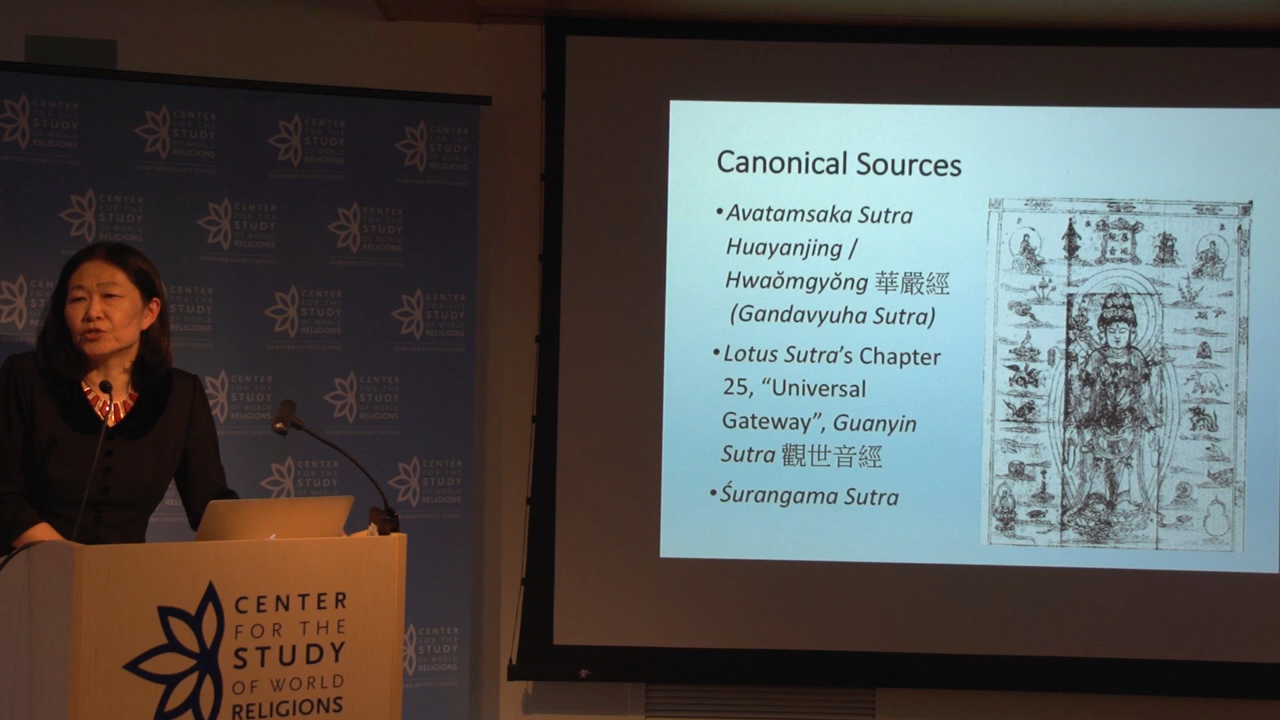 Canonical Sources
•Avatamsaka Sutra
Huayanjing /
Hwaŏmgyŏng 華嚴經
(Gandavyuha Sutra)
•Lotus Sutra's Chapter
25, “Universal
Gateway”, Guanyin
Sutra 觀世音經
•Śurangama Sutra
CENTER
FOR THE
STUDY
OF WORLD
RELIGIONS
CENTER
FOR THE
STUDY
OF WORLD
RELIGIONS